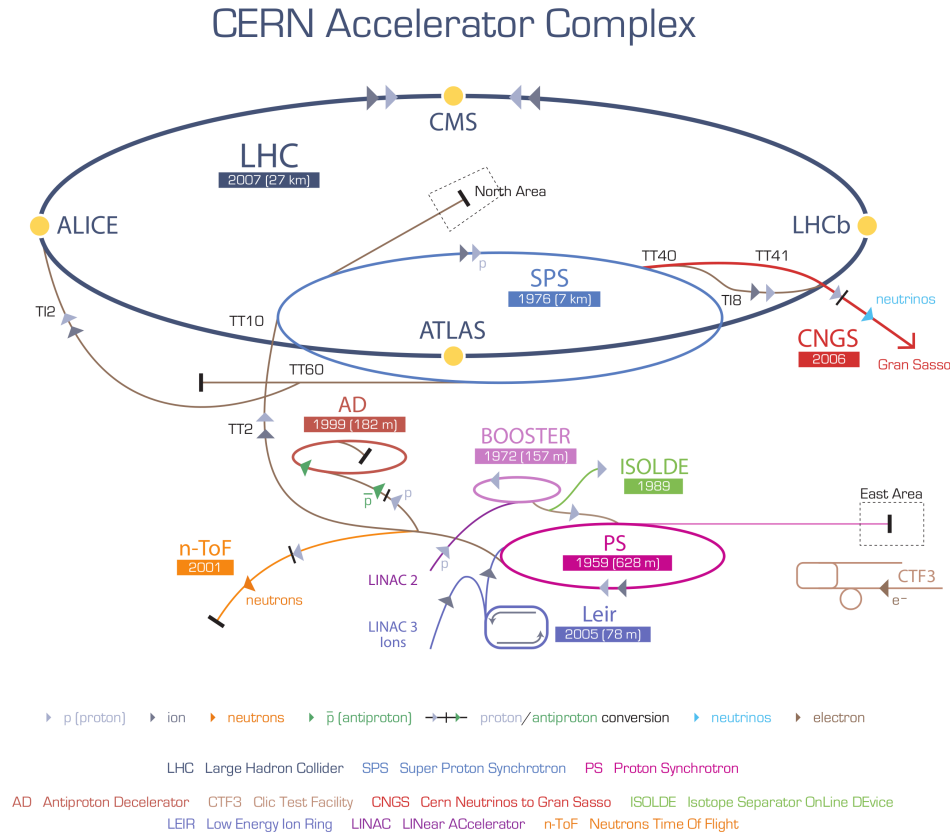 CERN Accelerator Complex
CMS
LHC
2007 (27 km)
North Area
ALICE
LHCb
TT40
TT41
p
SPS
1976 (7 km)
TI8
neutrinos
TI2
TT10
ATLAS
CNGS
2006
Gran Sasso
TT60
AD
1999 (182 m)
TT2
BOOSTER
1972 (157 m)
ISOLDE
1989
p̅
p
East Area
n-ToF
2001
PS
1959 (628 m)
p
LINAC 2
CTF3
neutrons
e⁻
LINAC 3
Ions
Leir
2005 (78 m)
p (proton)
ion
neutrons
p̅ (antiproton)
proton/antiproton conversion
neutrinos
electron
LHC Large Hadron Collider SPS Super Proton Synchrotron PS Proton Synchrotron
AD Antiproton Decelerator CTF3 Clic Test Facility CNGS Cern Neutrinos to Gran Sasso ISOLDE Isotope Separator OnLine DEvice
LEIR Low Energy Ion Ring LINAC LINear ACcelerator n-ToF Neutrons Time Of Flight